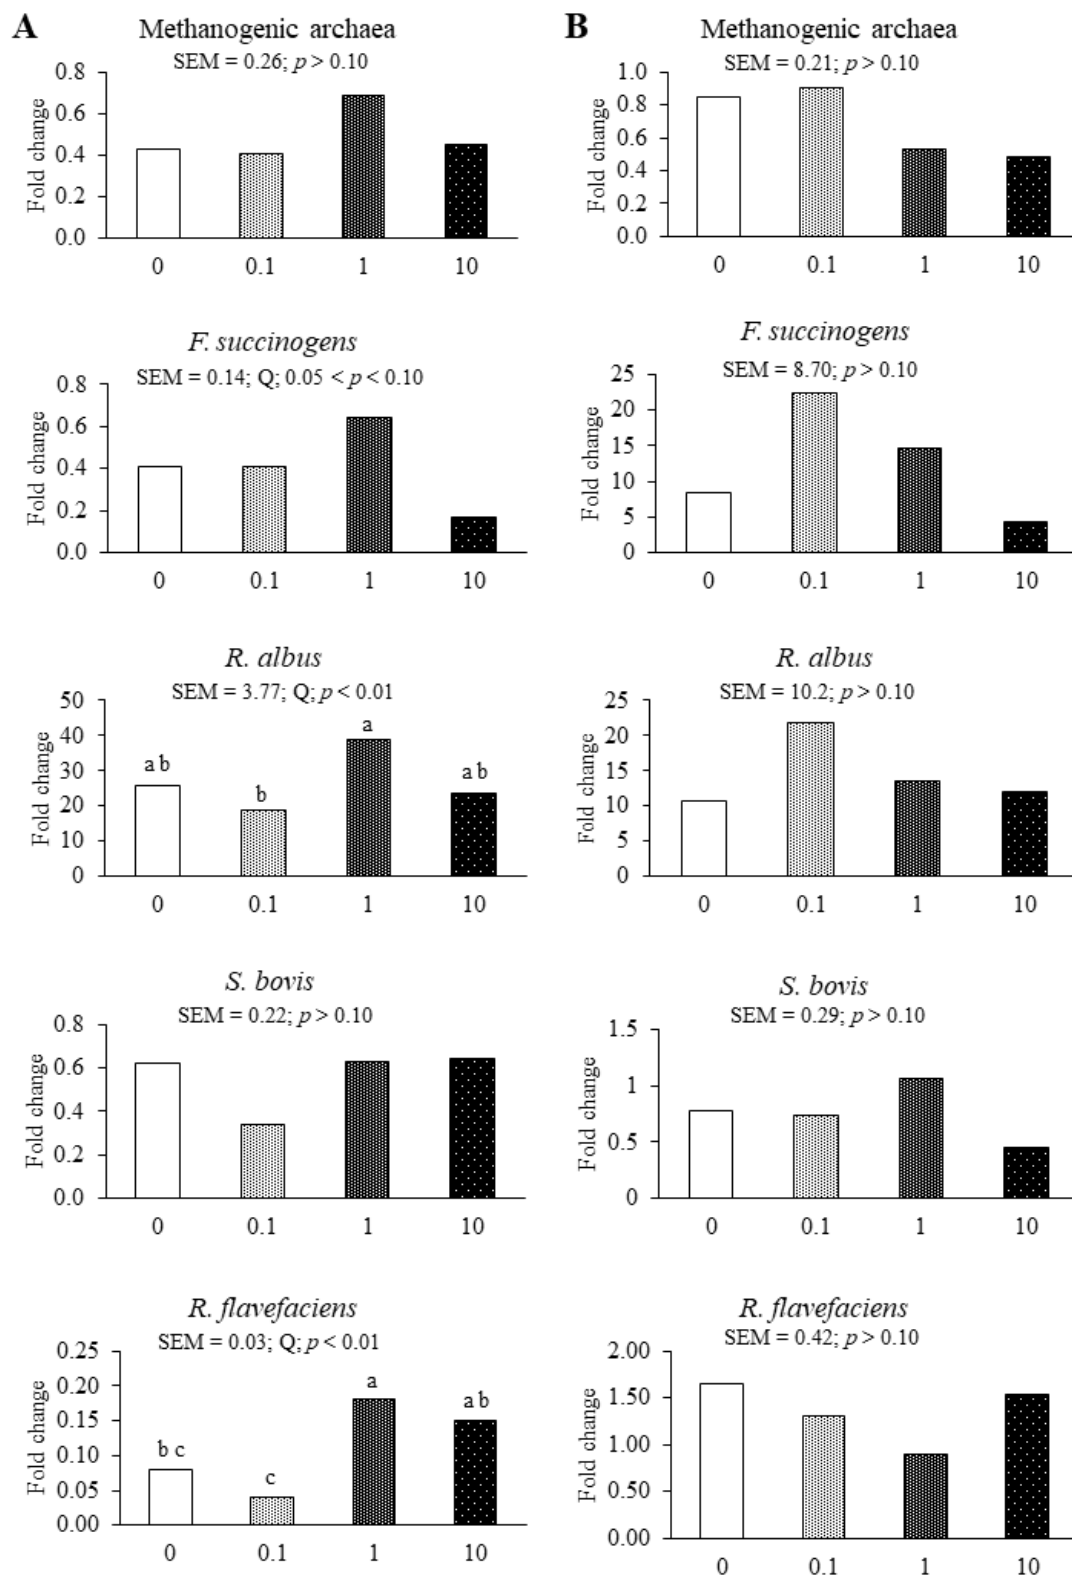 A
Methanogenic archaea
SEM = 0.26; p > 0.10
Fold change
0.8
0.6
0.4
0.2
0.0
0 0.1 1 10
F. succinogens
SEM = 0.14; Q; 0.05 < p < 0.10
Fold change
0.8
0.6
0.4
0.2
0.0
0 0.1 1 10
R. albus
SEM = 3.77; Q; p < 0.01
Fold change
50
40
30
20
10
0
a b
b
a
a b
0 0.1 1 10
S. bovis
SEM = 0.22; p > 0.10
Fold change
0.8
0.6
0.4
0.2
0.0
0 0.1 1 10
R. flavefaciens
SEM = 0.03; Q; p < 0.01
Fold change
0.25
0.20
0.15
0.10
0.05
0.00
b c
c
a
a b
0 0.1 1 10
B
Methanogenic archaea
SEM = 0.21; p > 0.10
Fold change
1.0
0.8
0.6
0.4
0.2
0.0
0 0.1 1 10
F. succinogens
SEM = 8.70; p > 0.10
Fold change
25
20
15
10
5
0
0 0.1 1 10
R. albus
SEM = 10.2; p > 0.10
Fold change
25
20
15
10
5
0
0 0.1 1 10
S. bovis
SEM = 0.29; p > 0.10
Fold change
1.5
1
0.5
0
0 0.1 1 10
R. flavefaciens
SEM = 0.42; p > 0.10
Fold change
2.00
1.50
1.00
0.50
0.00
0 0.1 1 10